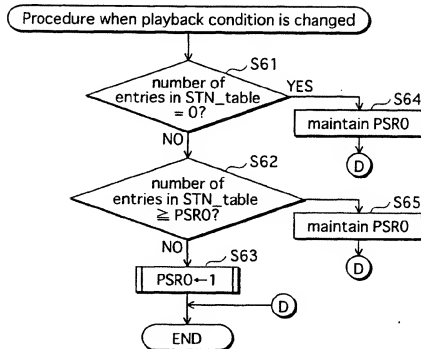 Procedure when playback condition is changed
S61
number of
entries in STN_table
= 0?
YES
S64
maintain PSR0
D
NO
S62
number of
entries in STN_table
≧ PSR0?
S65
maintain PSR0
D
NO
S63
PSR0←1
D
END